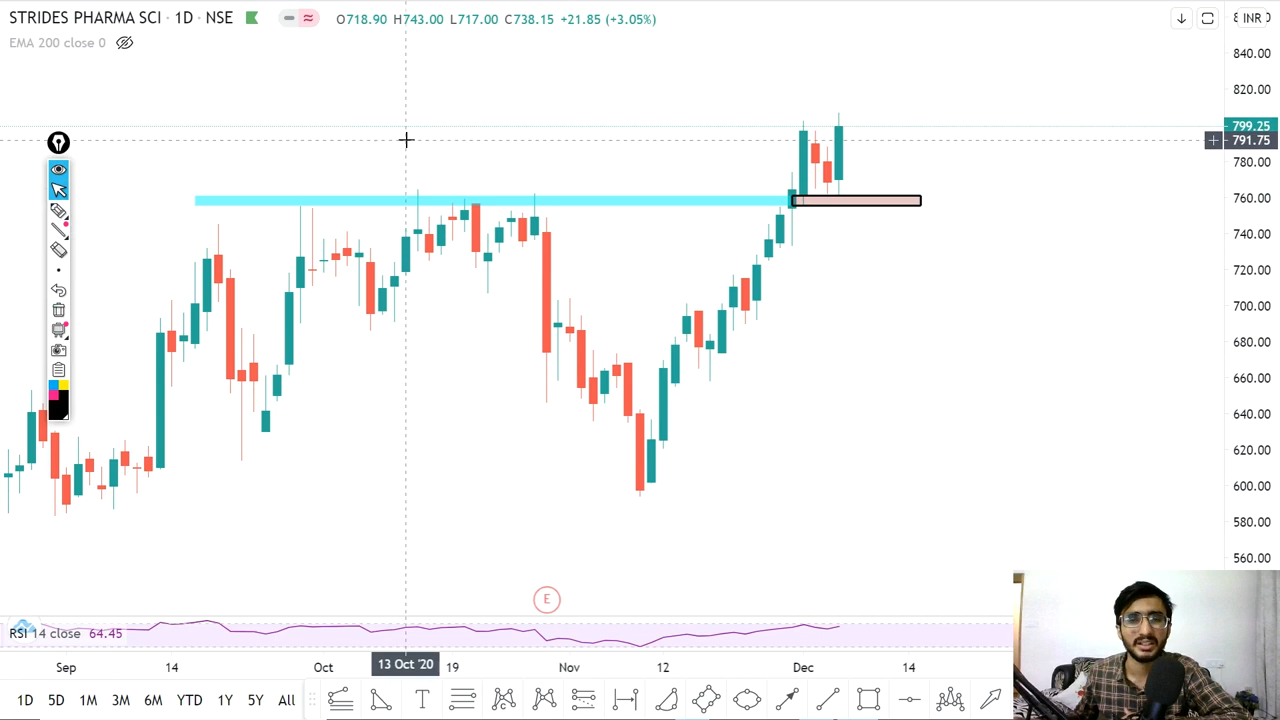 STRIDES PHARMA SCI · 1D · NSE
O718.90 H743.00 L717.00 C738.15 +21.85 (+3.05%)
INR
EMA 200 close 0
840.00
820.00
799.25
791.75
780.00
760.00
740.00
720.00
700.00
680.00
660.00
640.00
620.00
600.00
580.00
560.00
E
RSI 14 close 64.45
Sep 14 Oct 13 Oct '20 19 Nov 12 Dec 14
1D 5D 1M 3M 6M YTD 1Y 5Y All